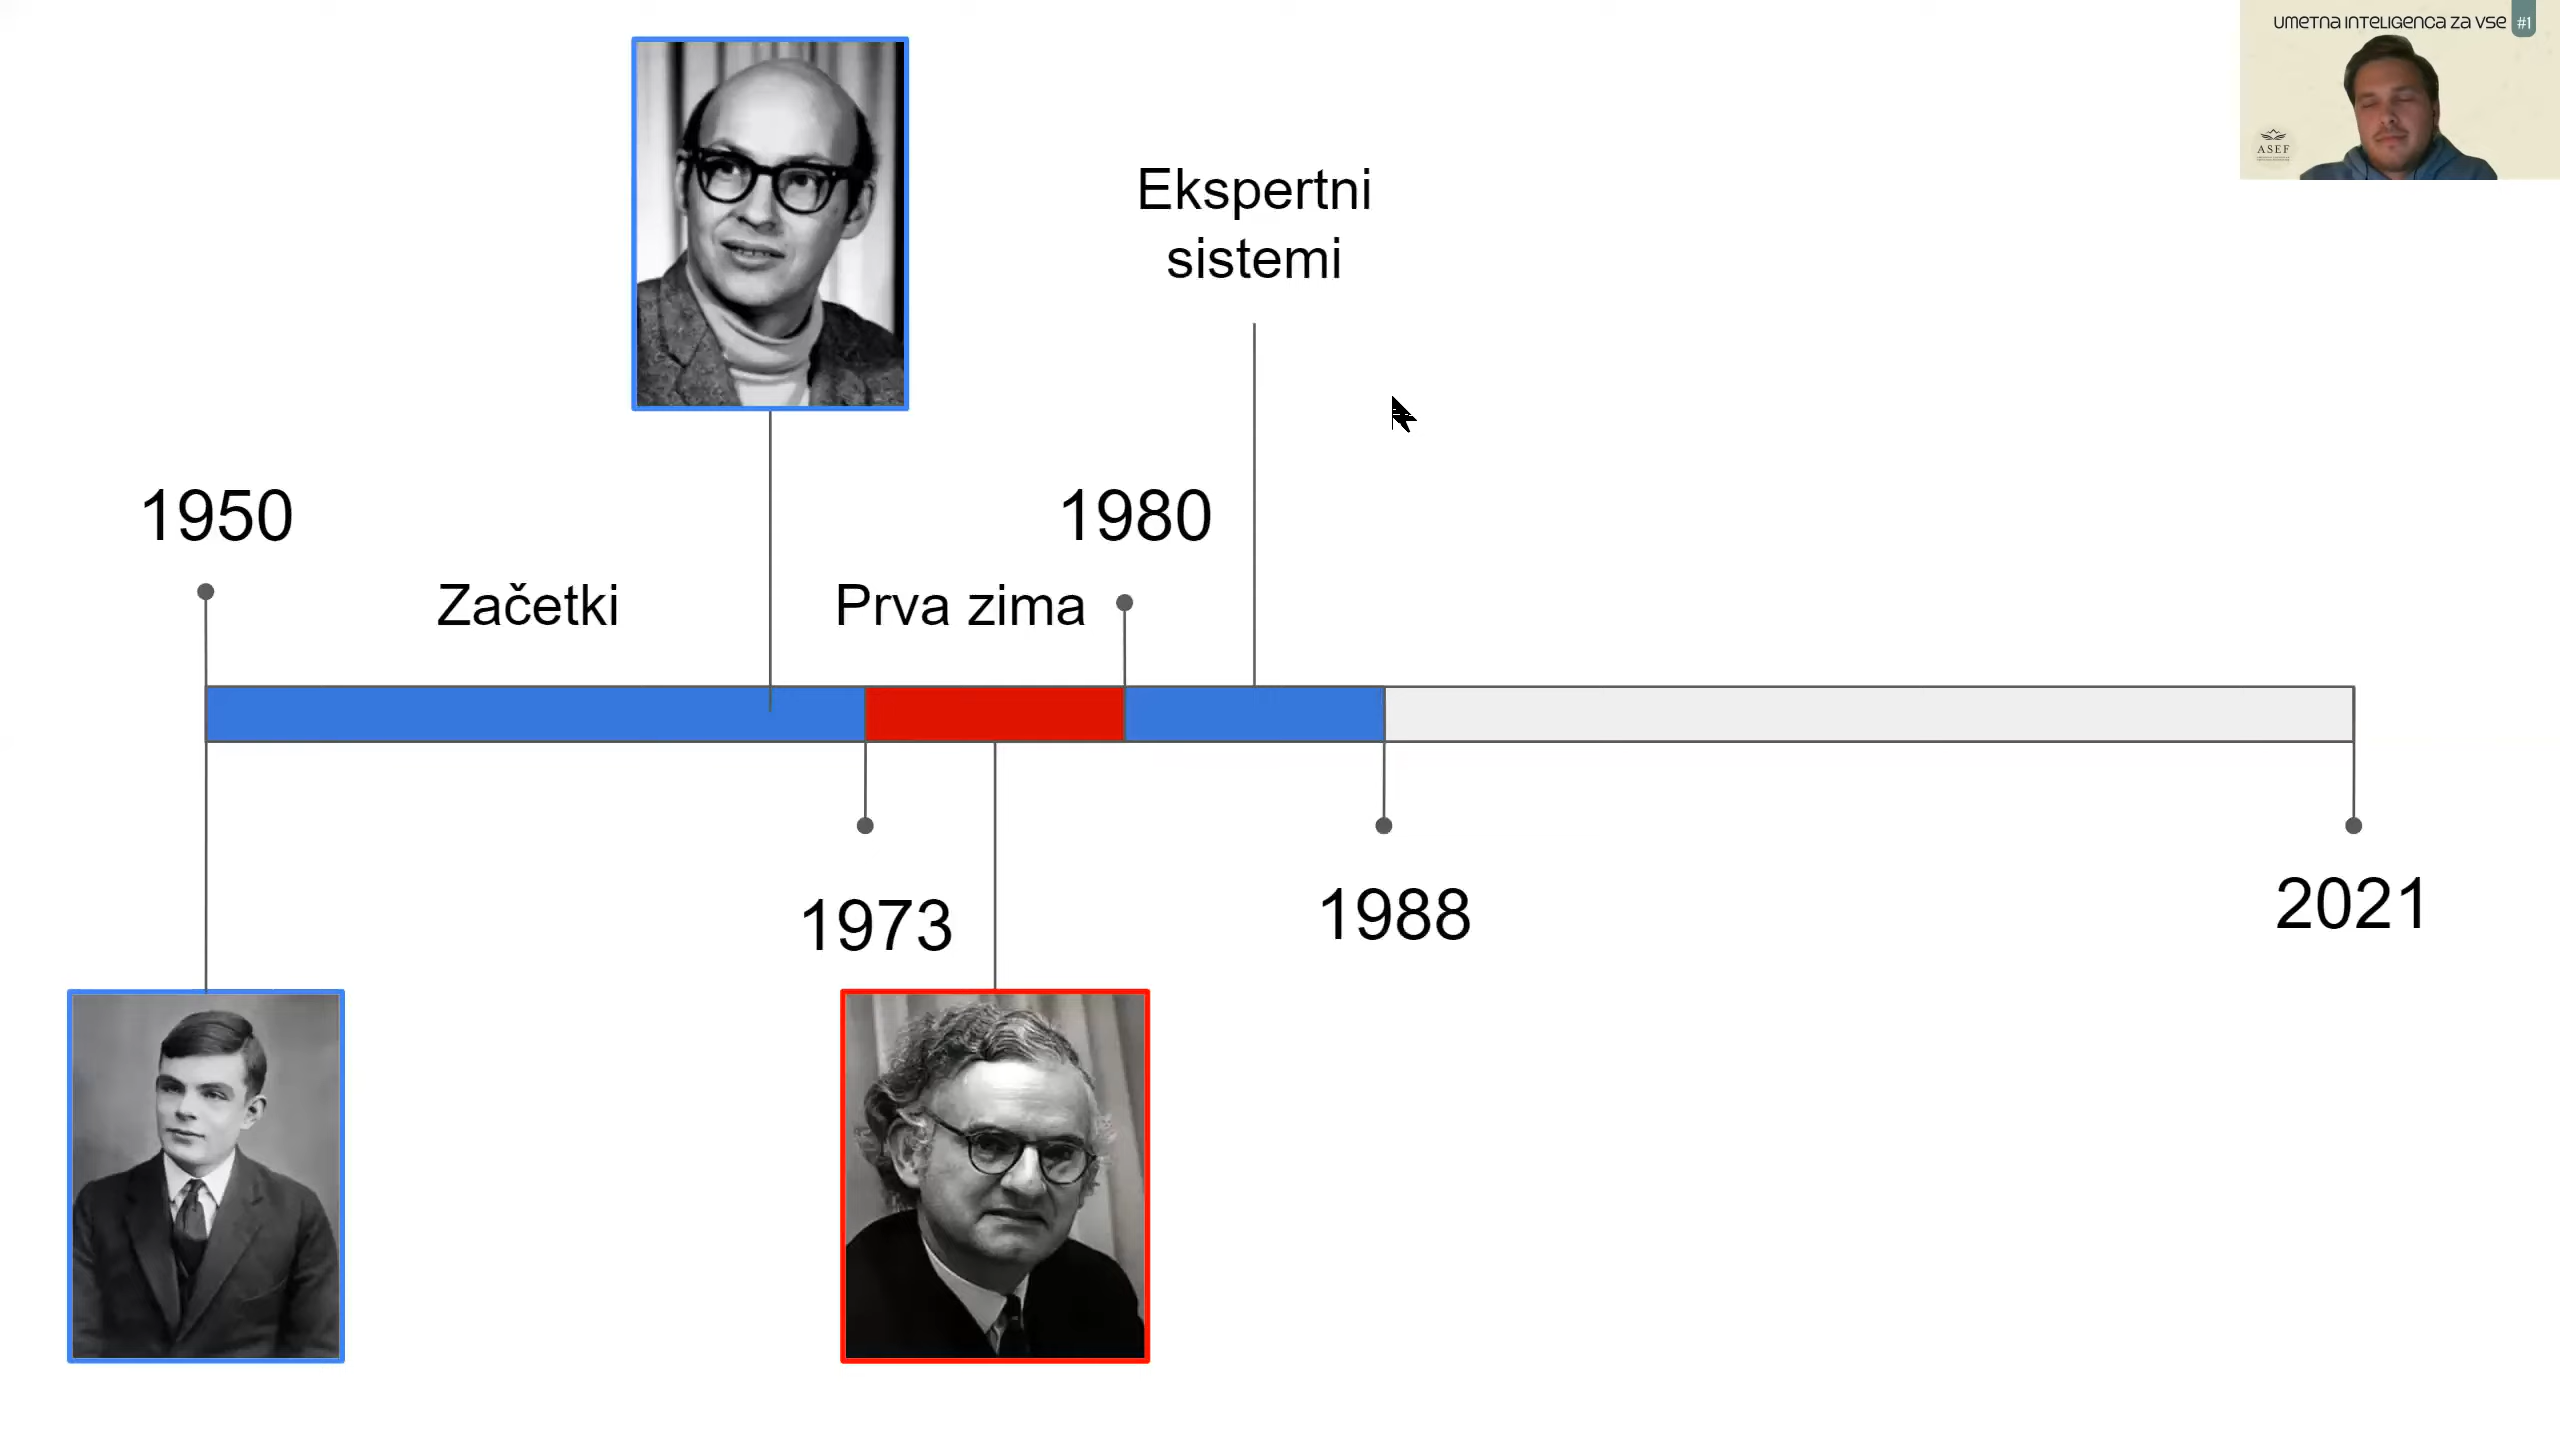 UMETNA INTELIGENCA ZA VSE #1
ASEF
Ekspertni
sistemi
1950
1980
Začetki
Prva zima
1973
1988
2021